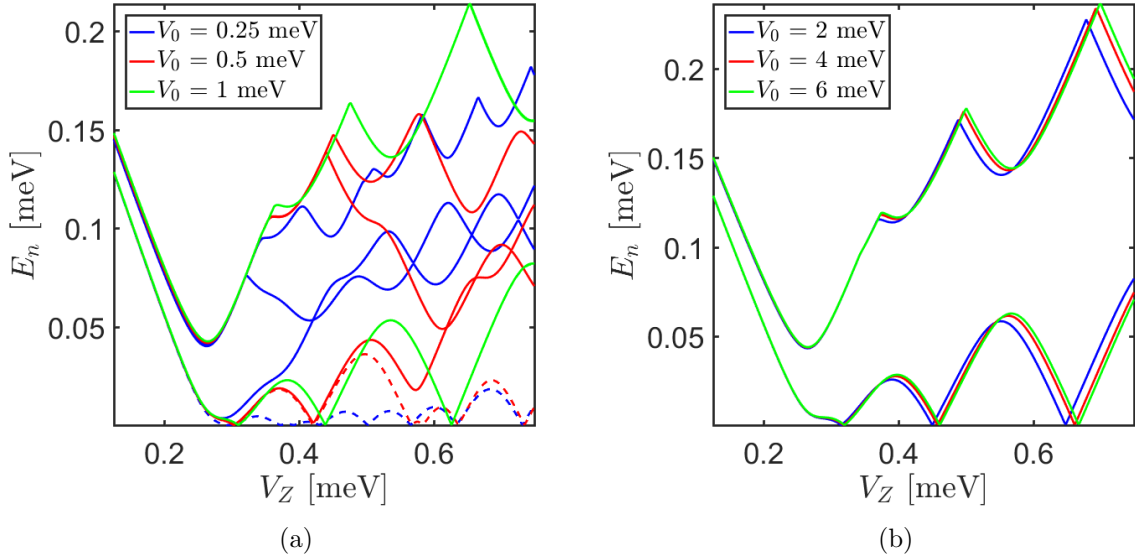 V_0 = 0.25 meV
V_0 = 0.5 meV
V_0 = 1 meV
0.2
0.15
0.1
0.05
E_n [meV]
0.2
0.4
0.6
V_Z [meV]
(a)
V_0 = 2 meV
V_0 = 4 meV
V_0 = 6 meV
0.2
0.15
0.1
0.05
E_n [meV]
0.2
0.4
0.6
V_Z [meV]
(b)